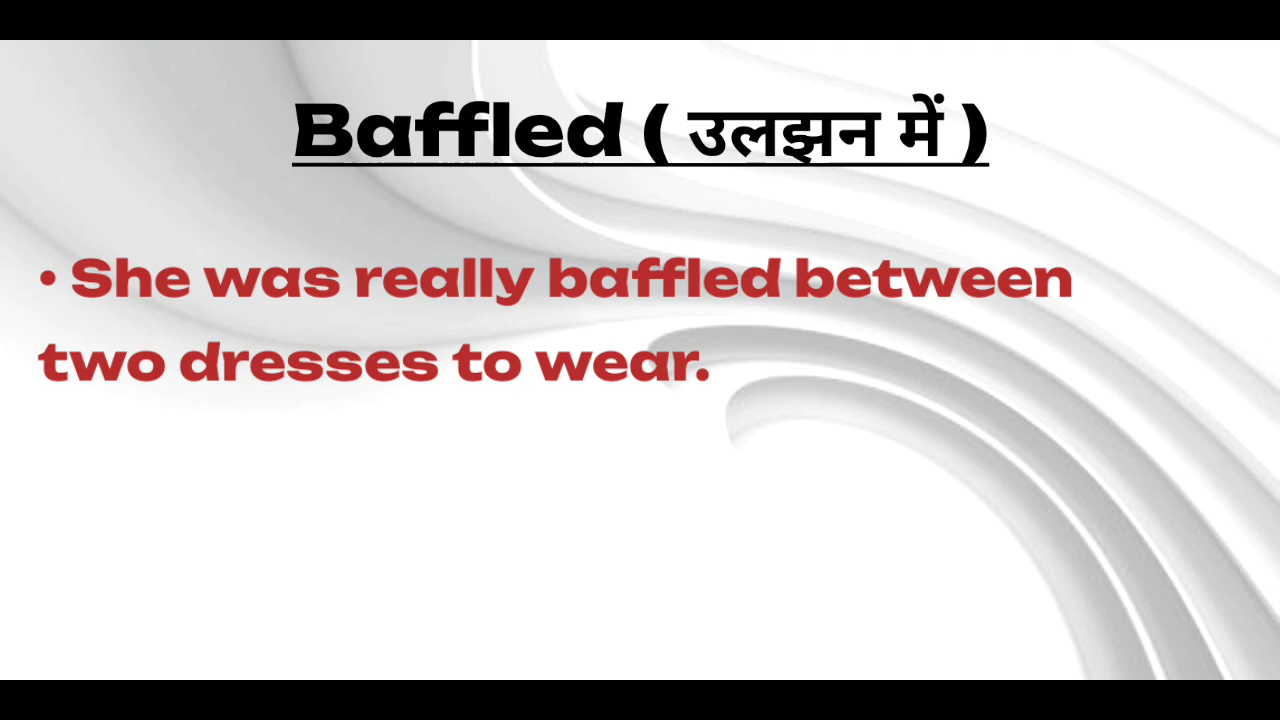 Baffled ( उलझन में )
• She was really baffled between
two dresses to wear.